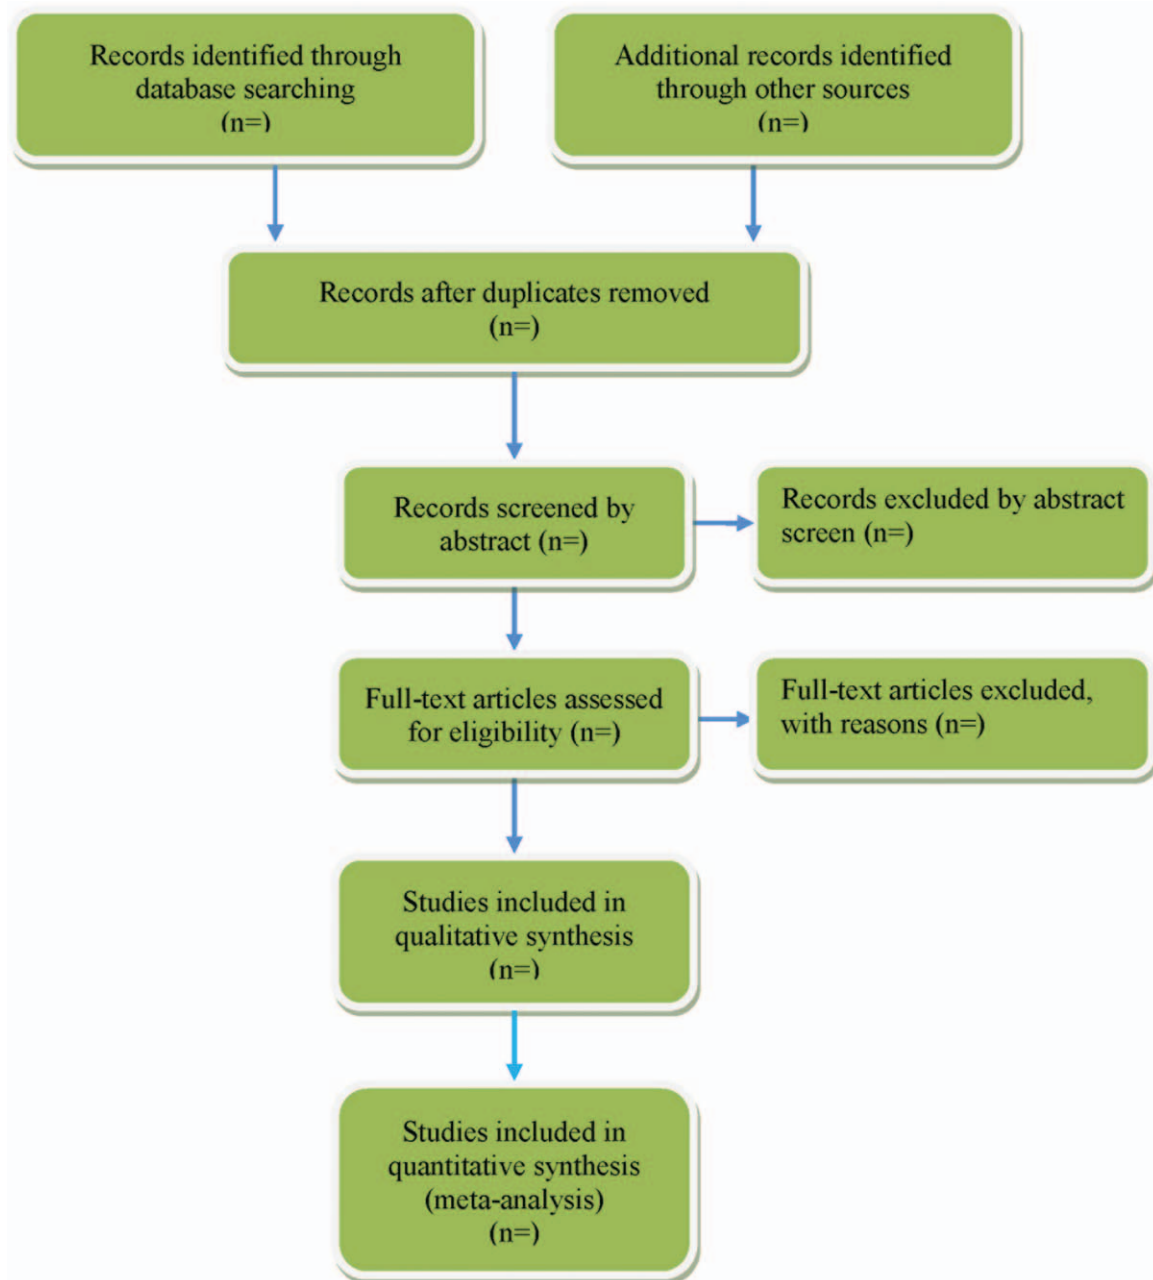 Records identified through
database searching
(n=)
Additional records identified
through other sources
(n=)
Records after duplicates removed
(n=)
Records screened by
abstract (n=)
Records excluded by abstract
screen (n=)
Full-text articles assessed
for eligibility (n=)
Full-text articles excluded,
with reasons (n=)
Studies included in
qualitative synthesis
(n=)
Studies included in
quantitative synthesis
(meta-analysis)
(n=)